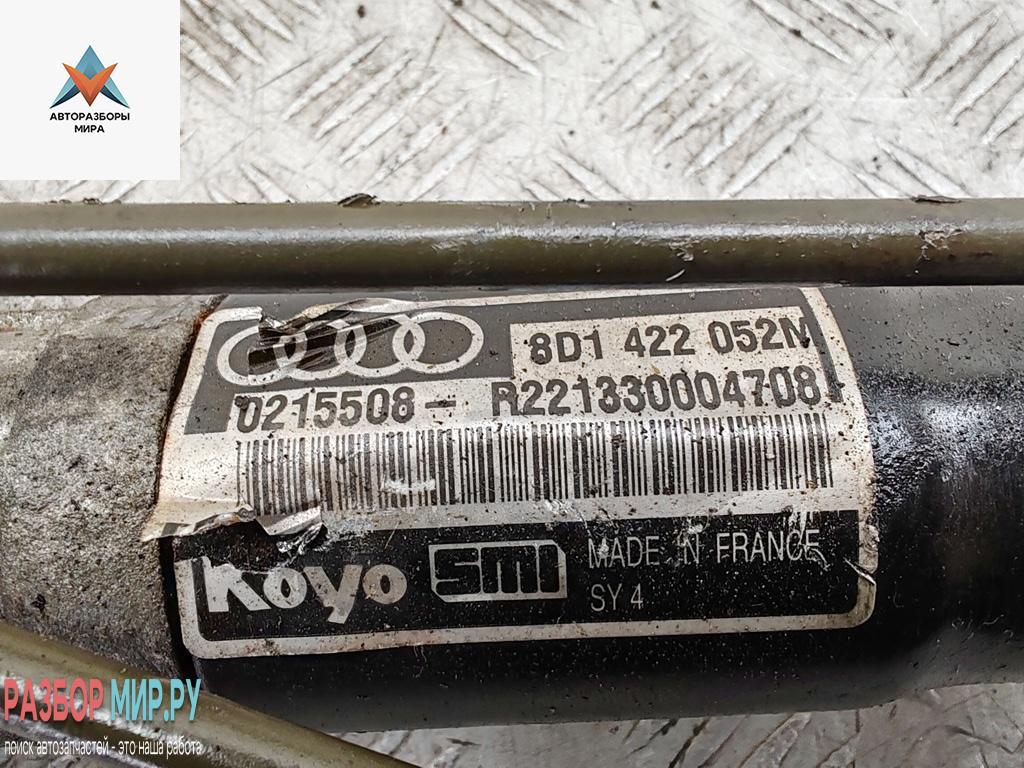 АВТОРАЗБОРЫ
МИРА
8D1 422 052M
0215508- R221330004708
Koyo SMI MADE IN FRANCE
SY 4
РАЗБОР МИР.РУ
поиск автозапчастей - это наша работа